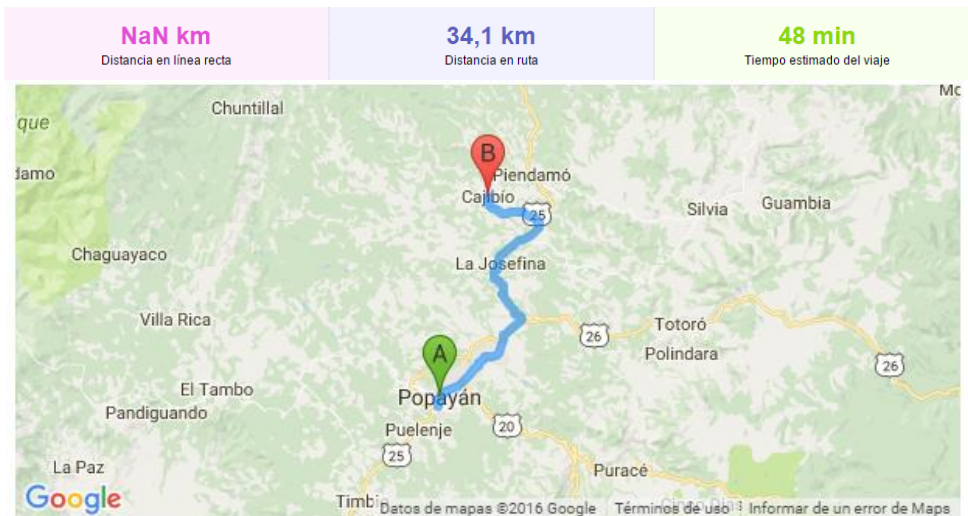 NaN km
Distancia en línea recta
34,1 km
Distancia en ruta
48 min
Tiempo estimado del viaje
Mc
Chuntillal
que
damo
B
Piendamó
Cajibío
25
Silvia
Guambia
Chaguayaco
La Josefina
Villa Rica
26
Totoró
Polindara
26
A
El Tambo
Popayán
Pandiguando
20
Puelenje
25
La Paz
Puracé
Google
Timbío
Datos de mapas ©2016 Google
Términos de uso
Informar de un error de Maps